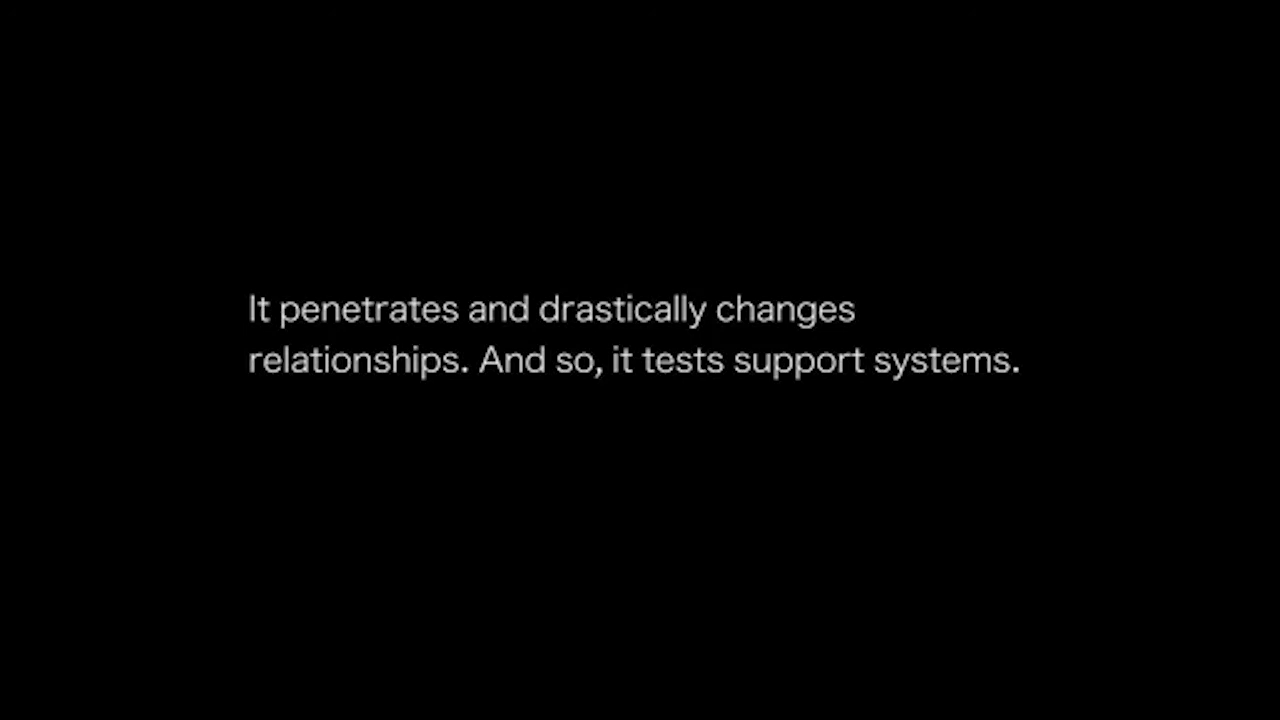 It penetrates and drastically changes
relationships. And so, it tests support systems.